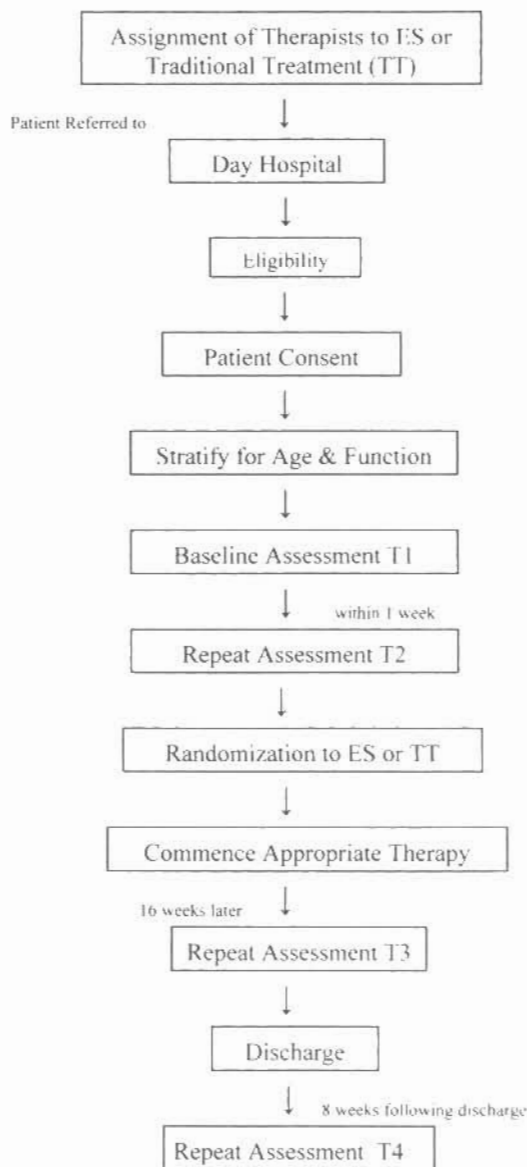 Assignment of Therapists to ES or
Traditional Treatment (TT)
Patient Referred to
Day Hospital
Eligibility
Patient Consent
Stratify for Age & Function
Baseline Assessment T1
within 1 week
Repeat Assessment T2
Randomization to ES or TT
Commence Appropriate Therapy
16 weeks later
Repeat Assessment T3
Discharge
8 weeks following discharge
Repeat Assessment T4